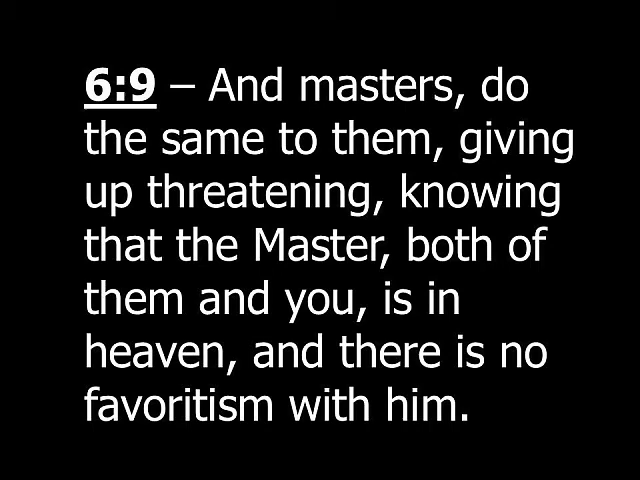 6:9 – And masters, do
the same to them, giving
up threatening, knowing
that the Master, both of
them and you, is in
heaven, and there is no
favoritism with him.